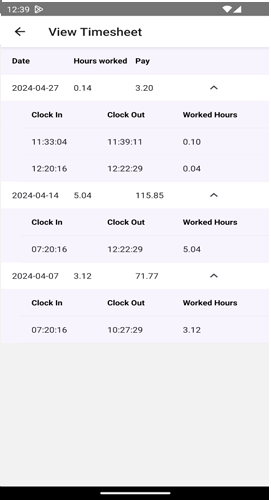 12:39
View Timesheet
Date Hours worked Pay
2024-04-27 0.14 3.20
Clock In Clock Out Worked Hours
11:33:04 11:39:11 0.10
12:20:16 12:22:29 0.04
2024-04-14 5.04 115.85
Clock In Clock Out Worked Hours
07:20:16 12:22:29 5.04
2024-04-07 3.12 71.77
Clock In Clock Out Worked Hours
07:20:16 10:27:29 3.12